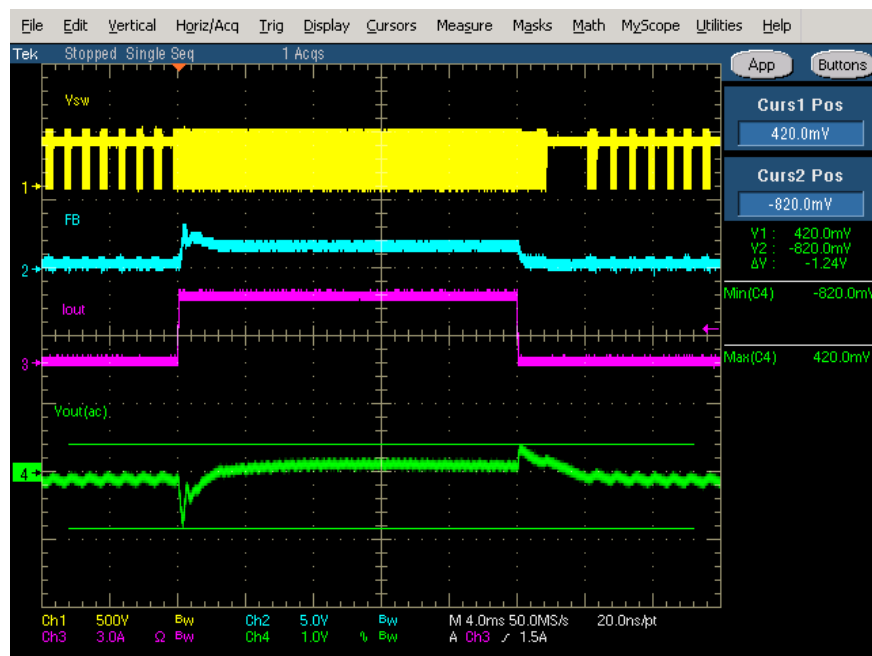 File Edit Vertical Horiz/Acq Trig Display Cursors Measure Masks Math MyScope Utilities Help
Tek Stopped Single Seq 1 Acqs
App Buttons
Curs1 Pos
420.0mV
Curs2 Pos
-820.0mV
V1 : 420.0mV
V2 : -820.0mV
ΔV : -1.24V
Min(C4) -820.0mV
Max(C4) 420.0mV
Vsw
1
FB
2
Iout
3
Vout(ac)
4
Ch1 500V Bw Ch2 5.0V Bw M 4.0ms 50.0MS/s 20.0ns/pt
Ch3 3.0A Ω Bw Ch4 1.0V Bw A Ch3 1.5A